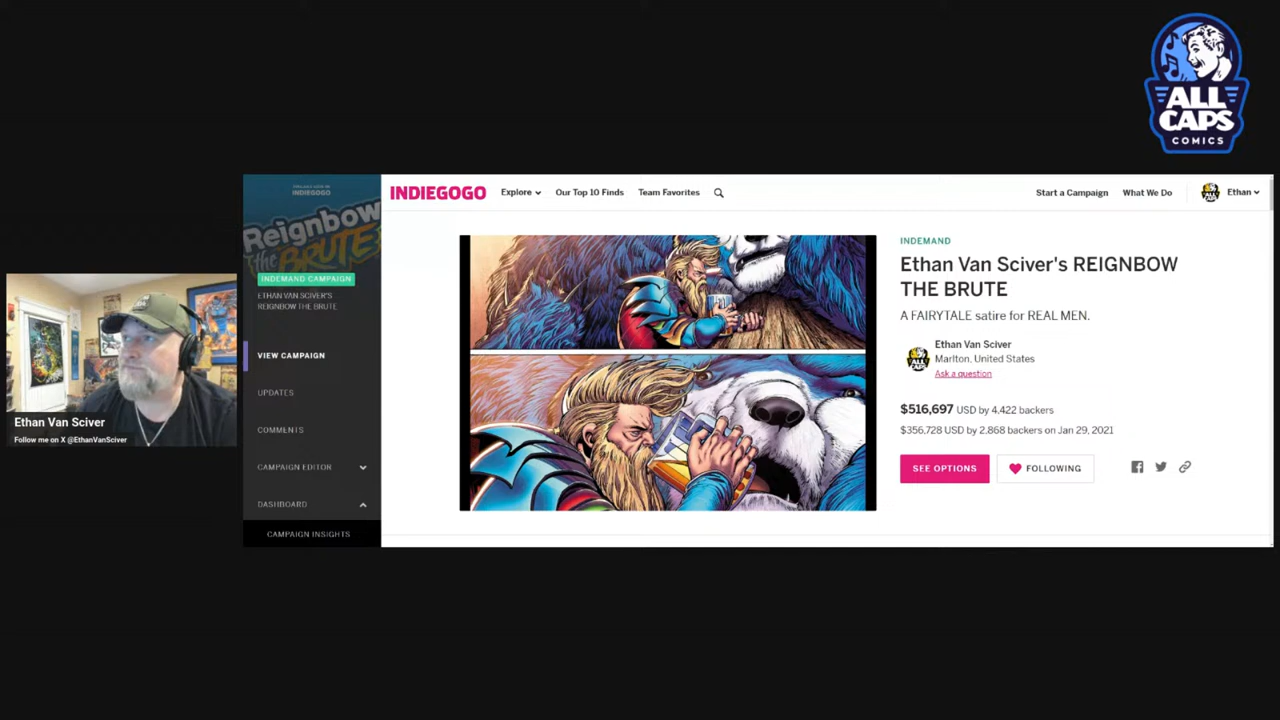 ALL
CAPS
COMICS
INDIEGOGO
Reignbow
the BRUTE
INDEMAND CAMPAIGN
ETHAN VAN SCIVER'S
REIGNBOW THE BRUTE
VIEW CAMPAIGN
UPDATES
COMMENTS
CAMPAIGN EDITOR
DASHBOARD
CAMPAIGN INSIGHTS
INDIEGOGO Explore Our Top 10 Finds Team Favorites Start a Campaign What We Do Ethan
INDEMAND
Ethan Van Sciver's REIGNBOW
THE BRUTE
A FAIRYTALE satire for REAL MEN.
Ethan Van Sciver
Marlton, United States
Ask a question
$516,697 USD by 4,422 backers
$356,728 USD by 2,868 backers on Jan 29, 2021
SEE OPTIONS FOLLOWING
Ethan Van Sciver
Follow me on X @EthanVanSciver